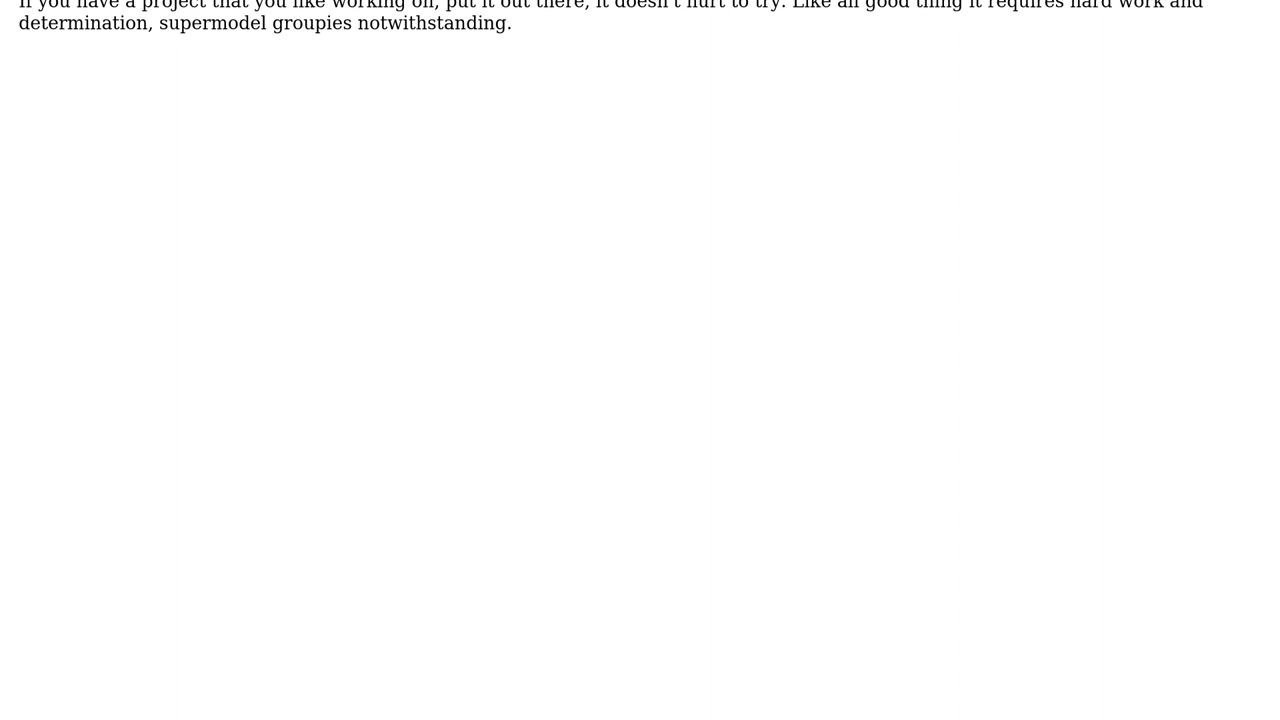 If you have a project that you like working on, put it out there, it doesn't hurt to try. Like all good thing it requires hard work and
determination, supermodel groupies notwithstanding.